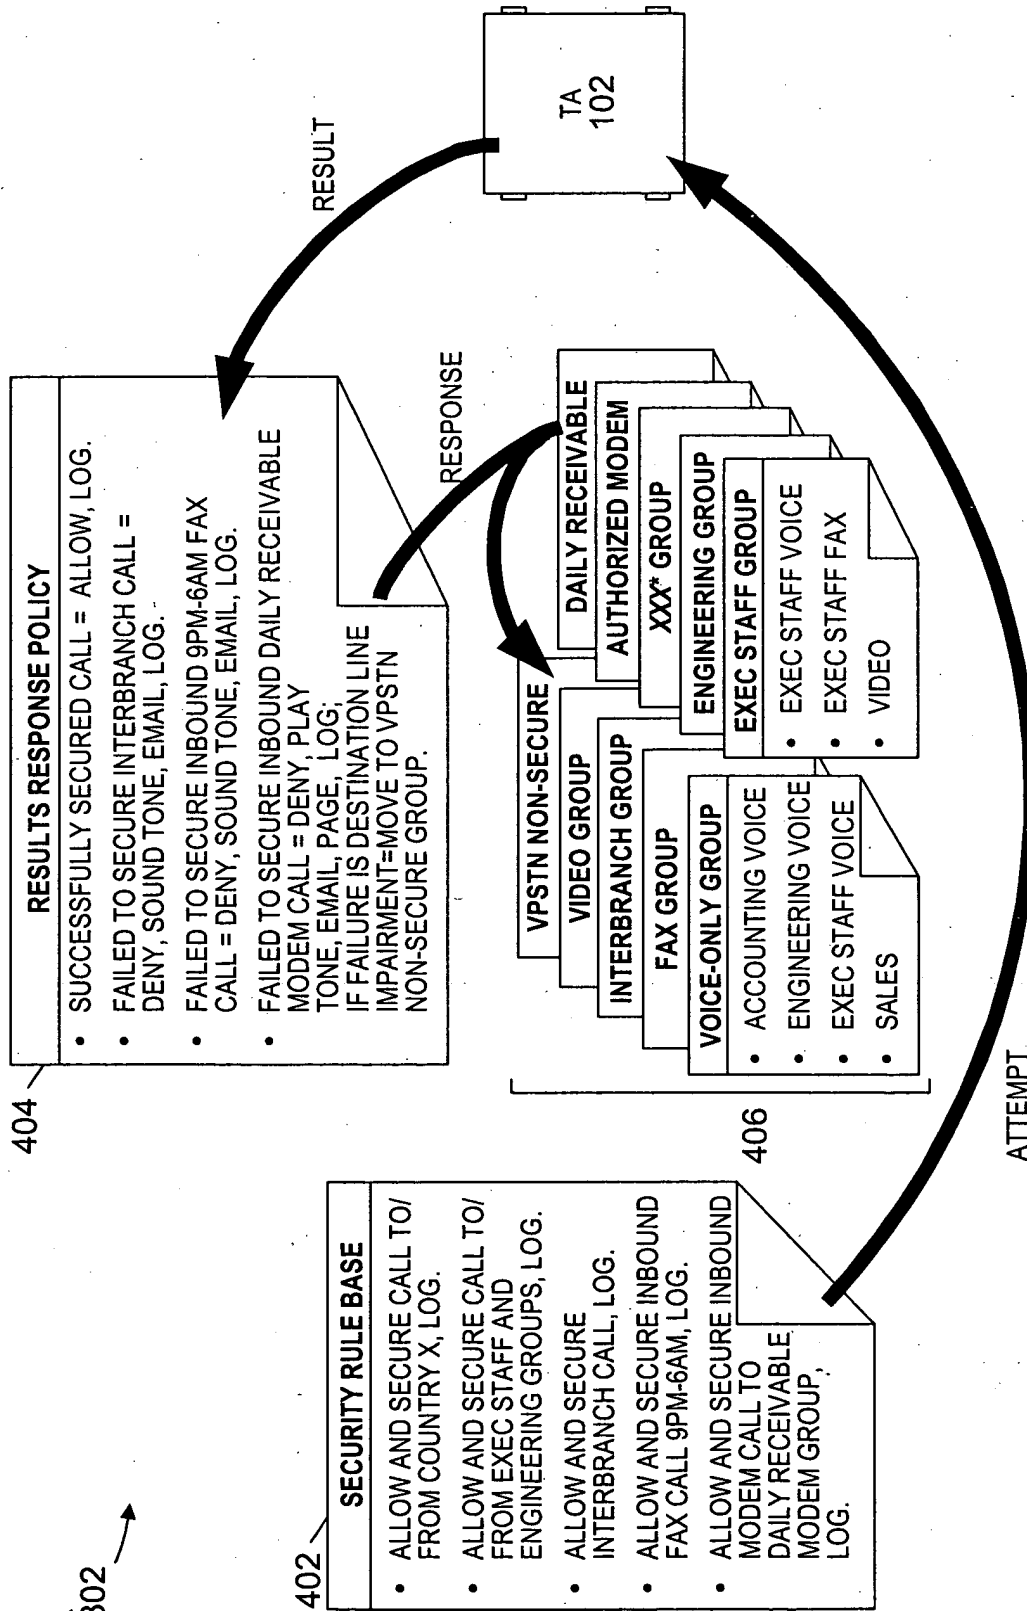 302
402
SECURITY RULE BASE
• ALLOW AND SECURE CALL TO/
FROM COUNTRY X, LOG.
• ALLOW AND SECURE CALL TO/
FROM EXEC STAFF AND
ENGINEERING GROUPS, LOG.
• ALLOW AND SECURE
INTERBRANCH CALL, LOG.
• ALLOW AND SECURE INBOUND
FAX CALL 9PM-6AM, LOG.
• ALLOW AND SECURE INBOUND
MODEM CALL TO
DAILY RECEIVABLE
MODEM GROUP,
LOG.
404
RESULTS RESPONSE POLICY
• SUCCESSFULLY SECURED CALL = ALLOW, LOG.
• FAILED TO SECURE INTERBRANCH CALL =
DENY, SOUND TONE, EMAIL, LOG.
• FAILED TO SECURE INBOUND 9PM-6AM FAX
CALL = DENY, SOUND TONE, EMAIL, LOG.
• FAILED TO SECURE INBOUND DAILY RECEIVABLE
MODEM CALL = DENY, PLAY
TONE, EMAIL, PAGE, LOG;
IF FAILURE IS DESTINATION LINE
IMPAIRMENT=MOVE TO VPSTN
NON-SECURE GROUP.
RESULT
TA
102
RESPONSE
406
VPSTN NON-SECURE
VIDEO GROUP
INTERBRANCH GROUP
FAX GROUP
VOICE-ONLY GROUP
• ACCOUNTING VOICE
• ENGINEERING VOICE
• EXEC STAFF VOICE
• SALES
DAILY RECEIVABLE
AUTHORIZED MODEM
XXX* GROUP
ENGINEERING GROUP
EXEC STAFF GROUP
• EXEC STAFF VOICE
• EXEC STAFF FAX
• VIDEO
ATTEMPT